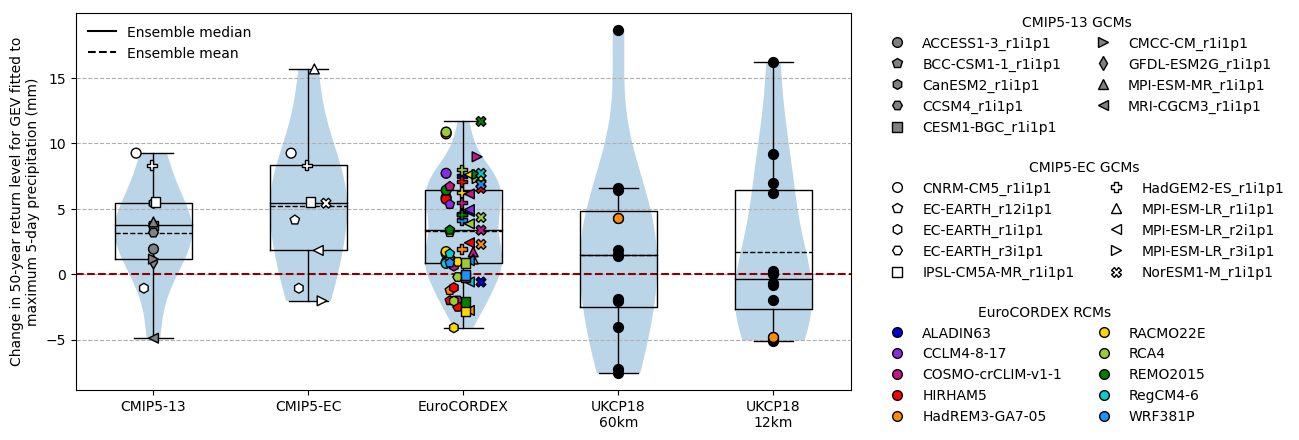 Change in 50-year return level for GEV fitted to
maximum 5-day precipitation (mm)
15
10
5
0
−5
Ensemble median
Ensemble mean
CMIP5-13
CMIP5-EC
EuroCORDEX
UKCP18
60km
UKCP18
12km
CMIP5-13 GCMs
ACCESS1-3_r1i1p1
BCC-CSM1-1_r1i1p1
CanESM2_r1i1p1
CCSM4_r1i1p1
CESM1-BGC_r1i1p1
CMCC-CM_r1i1p1
GFDL-ESM2G_r1i1p1
MPI-ESM-MR_r1i1p1
MRI-CGCM3_r1i1p1
CMIP5-EC GCMs
CNRM-CM5_r1i1p1
EC-EARTH_r12i1p1
EC-EARTH_r1i1p1
EC-EARTH_r3i1p1
IPSL-CM5A-MR_r1i1p1
HadGEM2-ES_r1i1p1
MPI-ESM-LR_r1i1p1
MPI-ESM-LR_r2i1p1
MPI-ESM-LR_r3i1p1
NorESM1-M_r1i1p1
EuroCORDEX RCMs
ALADIN63
CCLM4-8-17
COSMO-crCLIM-v1-1
HIRHAM5
HadREM3-GA7-05
RACMO22E
RCA4
REMO2015
RegCM4-6
WRF381P